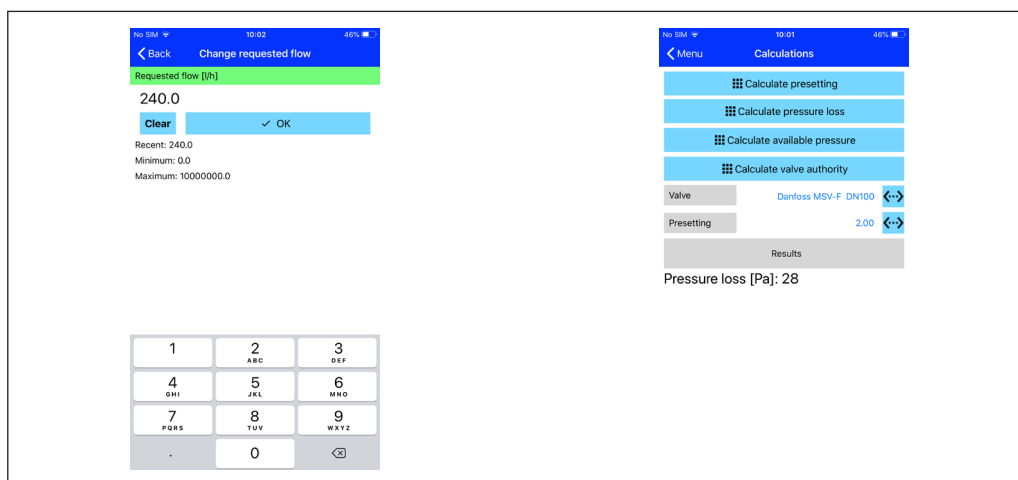 No SIM 10:02 46%
Back Change requested flow
Requested flow [l/h]
240.0
Clear ✓ OK
Recent: 240.0
Minimum: 0.0
Maximum: 10000000.0
1 2 3
ABC DEF
4 5 6
GHI JKL MNO
7 8 9
PQRS TUV WXYZ
. 0
No SIM 10:01 46%
Menu Calculations
Calculate presetting
Calculate pressure loss
Calculate available pressure
Calculate valve authority
Valve Danfoss MSV-F DN100
Presetting 2.00
Results
Pressure loss [Pa]: 28